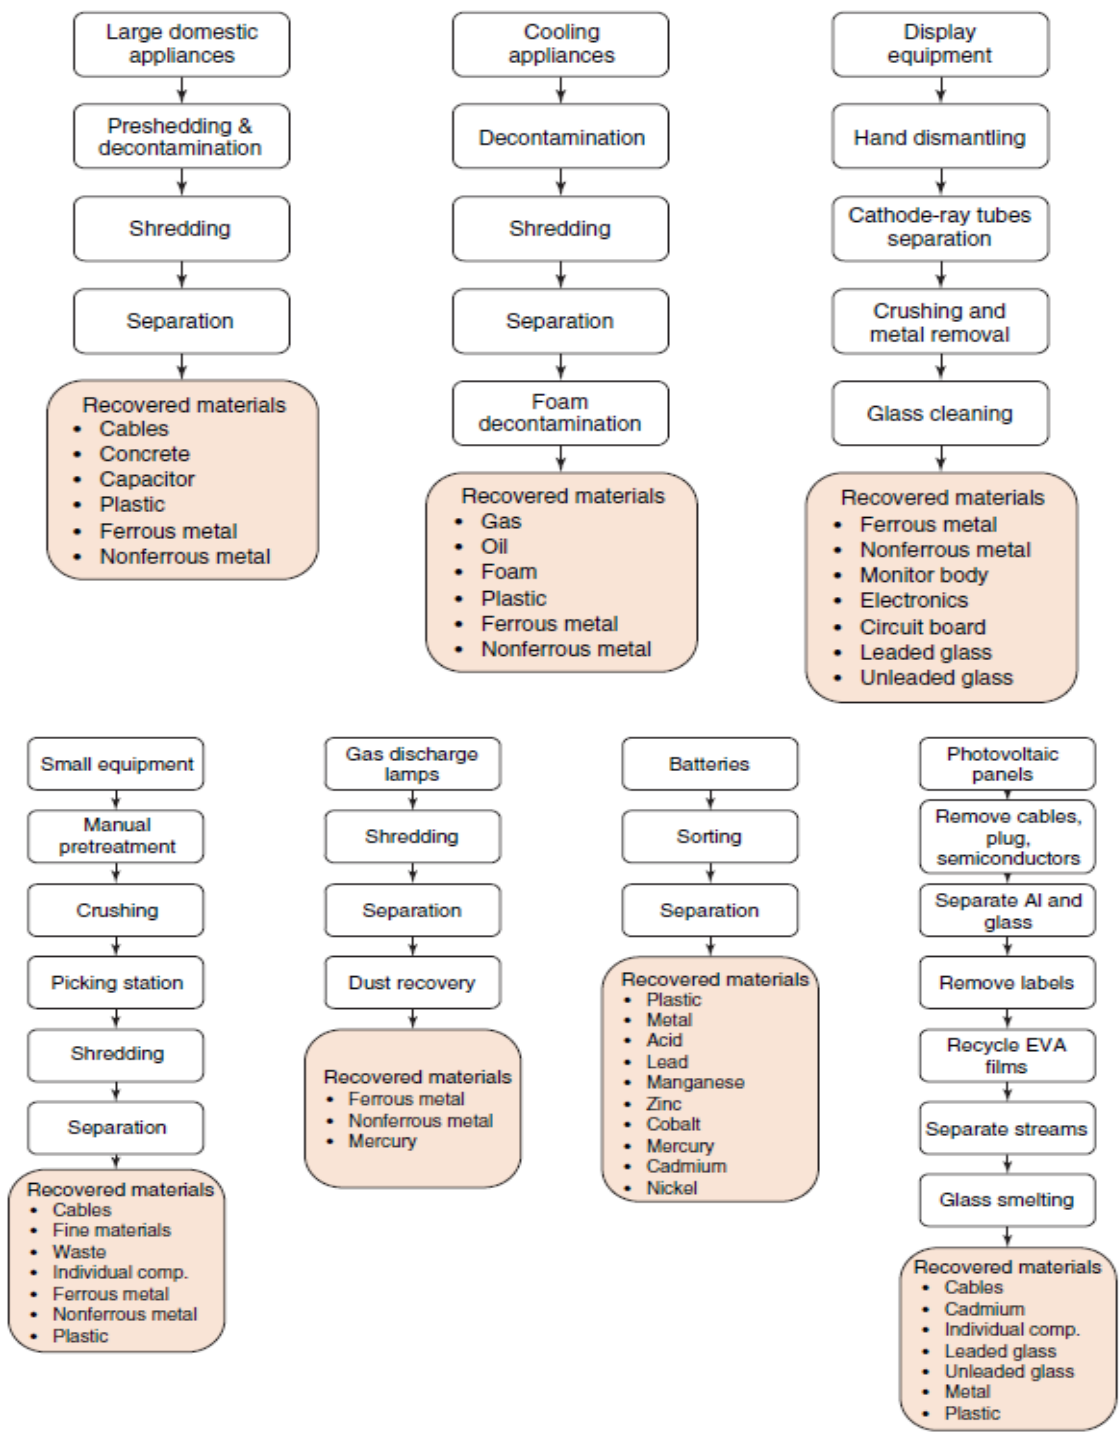 Large domestic
appliances
Preshedding &
decontamination
Shredding
Separation
Recovered materials
• Cables
• Concrete
• Capacitor
• Plastic
• Ferrous metal
• Nonferrous metal
Cooling
appliances
Decontamination
Shredding
Separation
Foam
decontamination
Recovered materials
• Gas
• Oil
• Foam
• Plastic
• Ferrous metal
• Nonferrous metal
Display
equipment
Hand dismantling
Cathode-ray tubes
separation
Crushing and
metal removal
Glass cleaning
Recovered materials
• Ferrous metal
• Nonferrous metal
• Monitor body
• Electronics
• Circuit board
• Leaded glass
• Unleaded glass
Small equipment
Manual
pretreatment
Crushing
Picking station
Shredding
Separation
Recovered materials
• Cables
• Fine materials
• Waste
• Individual comp.
• Ferrous metal
• Nonferrous metal
• Plastic
Gas discharge
lamps
Shredding
Separation
Dust recovery
Recovered materials
• Ferrous metal
• Nonferrous metal
• Mercury
Batteries
Sorting
Separation
Recovered materials
• Plastic
• Metal
• Acid
• Lead
• Manganese
• Zinc
• Cobalt
• Mercury
• Cadmium
• Nickel
Photovoltaic
panels
Remove cables,
plug,
semiconductors
Separate Al and
glass
Remove labels
Recycle EVA
films
Separate streams
Glass smelting
Recovered materials
• Cables
• Cadmium
• Individual comp.
• Leaded glass
• Unleaded glass
• Metal
• Plastic